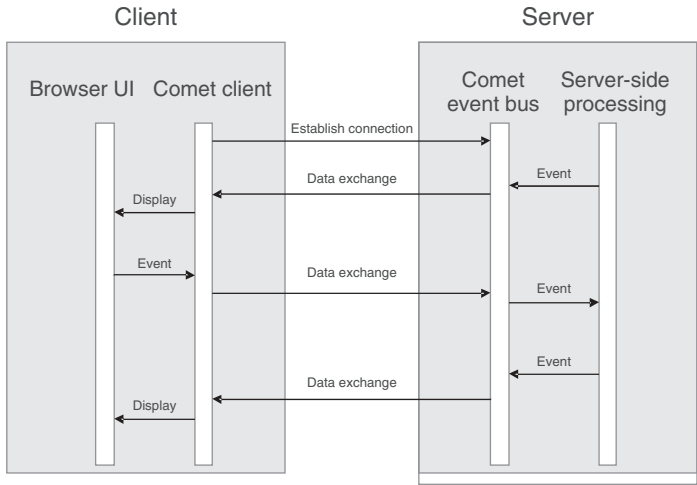 Client
Server
Browser UI
Comet client
Comet
event bus
Server-side
processing
Establish connection
Event
Data exchange
Display
Event
Data exchange
Event
Event
Data exchange
Display